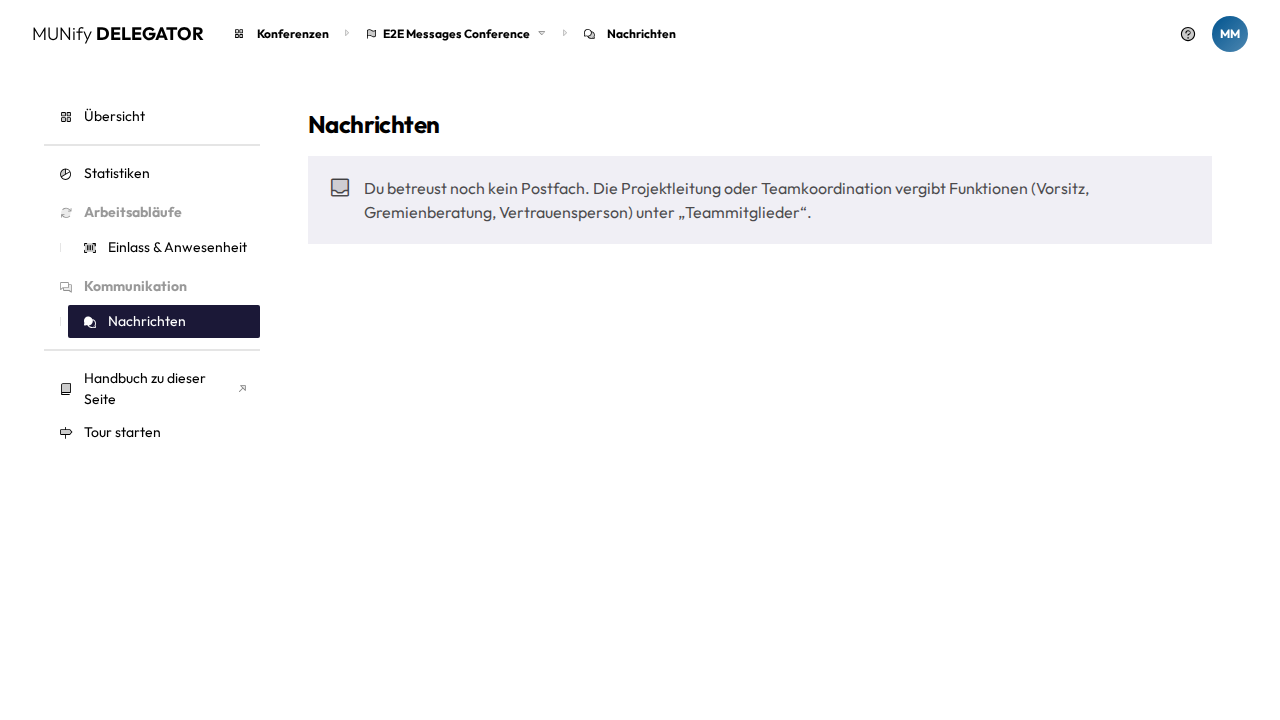 MUNify DELEGATOR
Konferenzen
E2E Messages Conference
Nachrichten
MM
Übersicht
Statistiken
Arbeitsabläufe
Einlass & Anwesenheit
Kommunikation
Nachrichten
Handbuch zu dieser
Seite
Tour starten
Nachrichten
Du betreust noch kein Postfach. Die Projektleitung oder Teamkoordination vergibt Funktionen (Vorsitz,
Gremienberatung, Vertrauensperson) unter „Teammitglieder“.